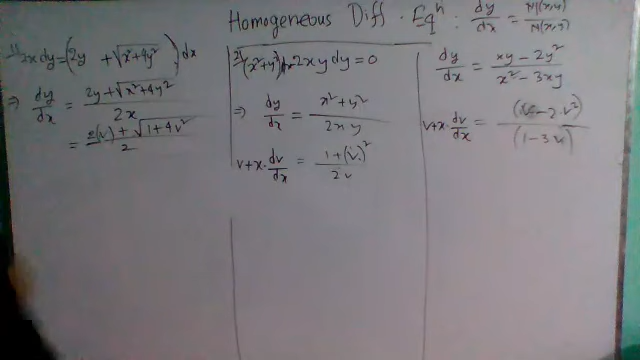 Homogeneous Diff. Eqⁿ : dy/dx = M(x,y)/N(x,y)
1) 2x dy = (2y + √(x²+4y²)) dx
⇒ dy/dx = (2y + √(x²+4y²))/2x
= (2(v) + √(1+4v²))/2
2) (x²+y²) dx - 2xy dy = 0
⇒ dy/dx = (x²+y²)/2xy
v+x·dv/dx = (1+(v)²)/2v
dy/dx = (xy-2y²)/(x²-3xy)
v+x·dv/dx = (v-2v²)/(1-3v)